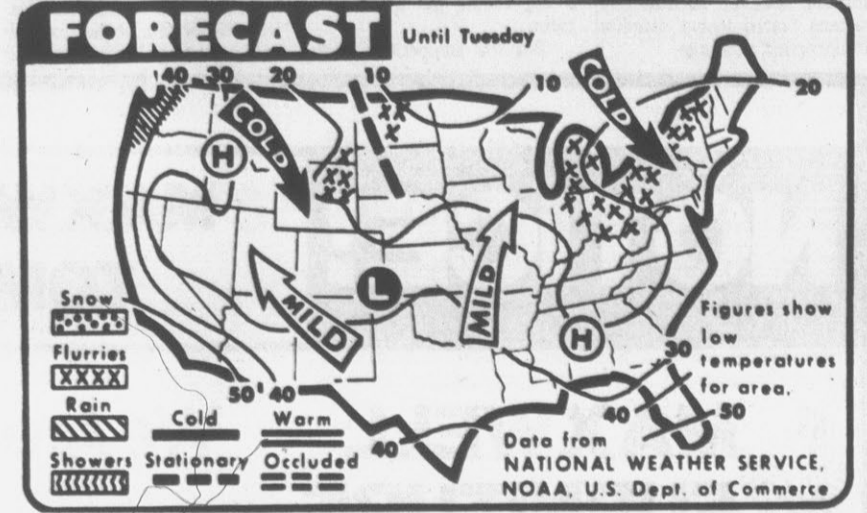 FORECAST
Until Tuesday
40 30 20 10 10 20
COLD
COLD
H
L
MILD
MILD
H
Snow
Flurries
XXXX
Rain
Cold Warm
Showers Stationary Occluded
50 40
40
30
40
50
Figures show
low
temperatures
for area.
Data from
NATIONAL WEATHER SERVICE,
NOAA, U.S. Dept. of Commerce